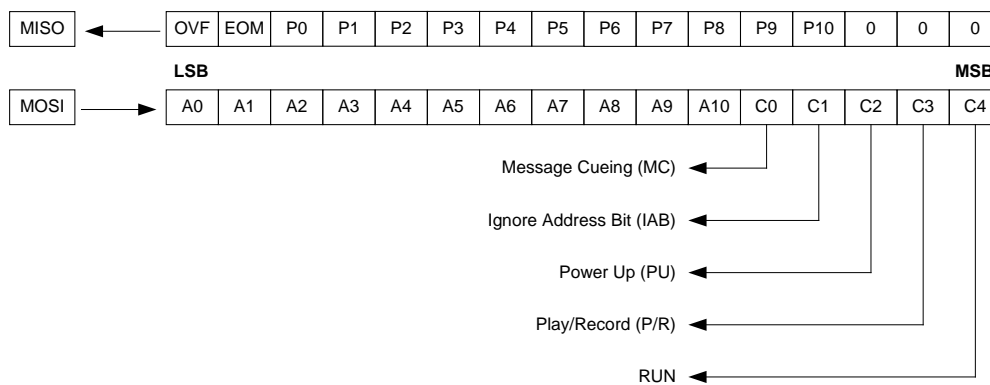 MISO OVF EOM P0 P1 P2 P3 P4 P5 P6 P7 P8 P9 P10 0 0 0
LSB MSB
MOSI A0 A1 A2 A3 A4 A5 A6 A7 A8 A9 A10 C0 C1 C2 C3 C4
Message Cueing (MC)
Ignore Address Bit (IAB)
Power Up (PU)
Play/Record (P/R)
RUN